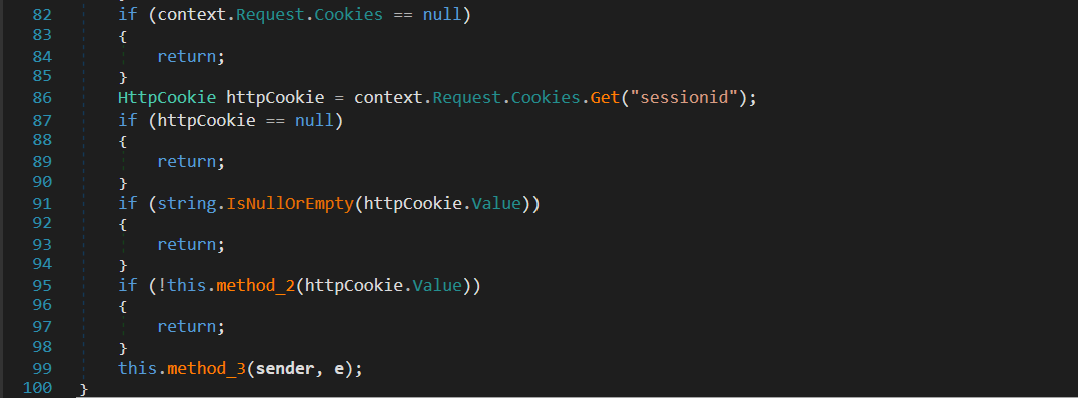 82 if (context.Request.Cookies == null)
83 {
84 return;
85 }
86 HttpCookie httpCookie = context.Request.Cookies.Get("sessionid");
87 if (httpCookie == null)
88 {
89 return;
90 }
91 if (string.IsNullOrEmpty(httpCookie.Value))
92 {
93 return;
94 }
95 if (!this.method_2(httpCookie.Value))
96 {
97 return;
98 }
99 this.method_3(sender, e);
100 }